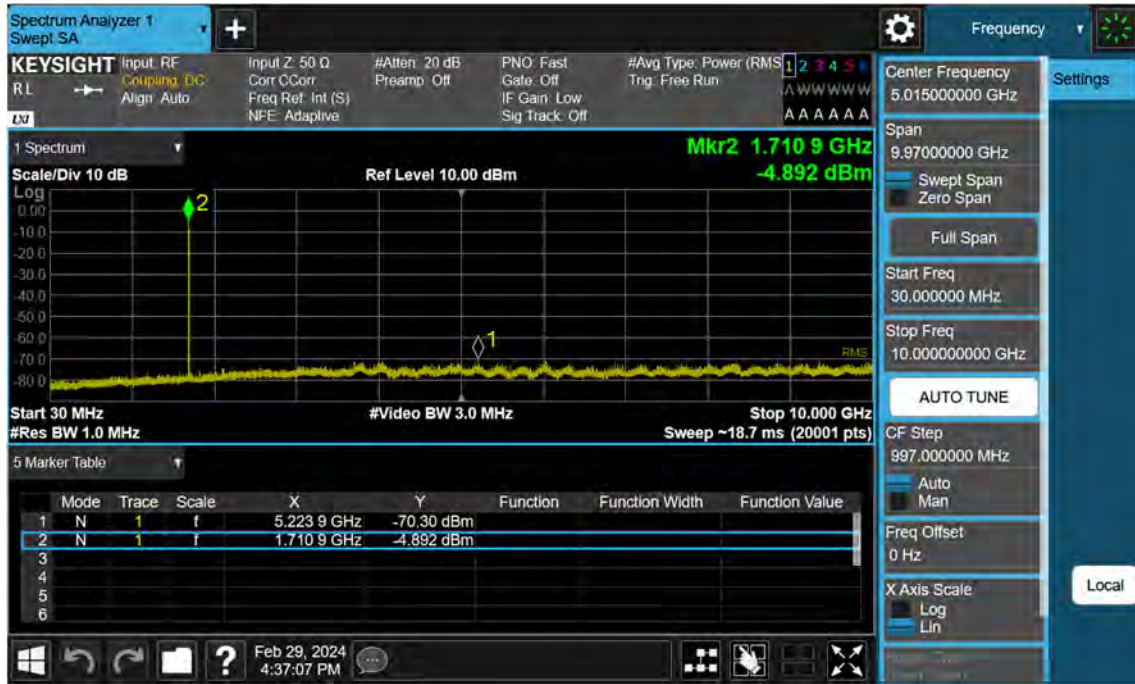 Spectrum Analyzer 1
Swept SA
+
Frequency
KEYSIGHT
RL
LXI
Input: RF
Coupling: DC
Align: Auto
Input Z: 50 Ω
Corr CCorr
Freq Ref: Int (S)
NFE: Adaptive
#Atten: 20 dB
Preamp: Off
PNO: Fast
Gate: Off
IF Gain: Low
Sig Track: Off
#Avg Type: Power (RMS
Trig: Free Run
1 2 3 4 5 6
A W W W W W
A A A A A A
1 Spectrum
Scale/Div 10 dB
Ref Level 10.00 dBm
Mkr2 1.710 9 GHz
-4.892 dBm
Log
0.00
-10.0
-20.0
-30.0
-40.0
-50.0
-60.0
-70.0
-80.0
2
1
RMS
Start 30 MHz
#Video BW 3.0 MHz
Stop 10.000 GHz
#Res BW 1.0 MHz
Sweep ~18.7 ms (20001 pts)
5 Marker Table
Mode Trace Scale X Y Function Function Width Function Value
1 N 1 f 5.223 9 GHz -70.30 dBm
2 N 1 f 1.710 9 GHz -4.892 dBm
3
4
5
6
?
Feb 29, 2024
4:37:07 PM
Center Frequency
5.015000000 GHz
Span
9.97000000 GHz
Swept Span
Zero Span
Full Span
Start Freq
30.000000 MHz
Stop Freq
10.000000000 GHz
AUTO TUNE
CF Step
997.000000 MHz
Auto
Man
Freq Offset
0 Hz
X Axis Scale
Log
Lin
Settings
Local